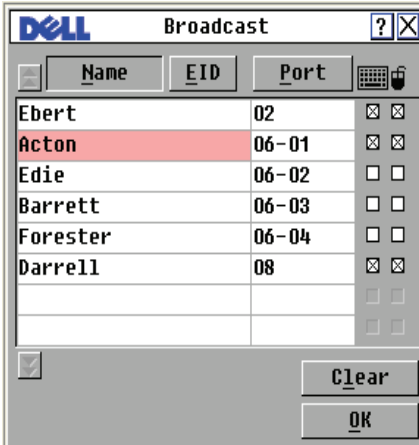 DELL Broadcast ? X
Name EID Port
Ebert 02
Acton 06-01
Edie 06-02
Barrett 06-03
Forester 06-04
Darrell 08
Clear
OK